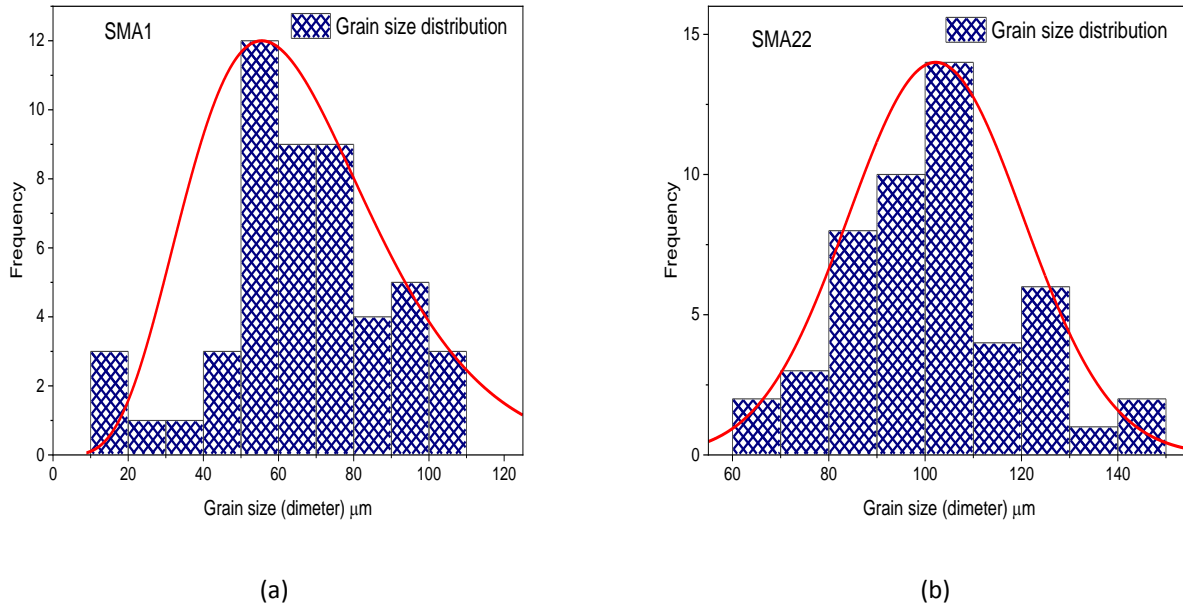 SMA1
Grain size distribution
12
10
8
6
4
2
0
Frequency
0 20 40 60 80 100 120
Grain size (dimeter) μm
(a)
SMA22
Grain size distribution
15
10
5
0
Frequency
60 80 100 120 140
Grain size (dimeter) μm
(b)